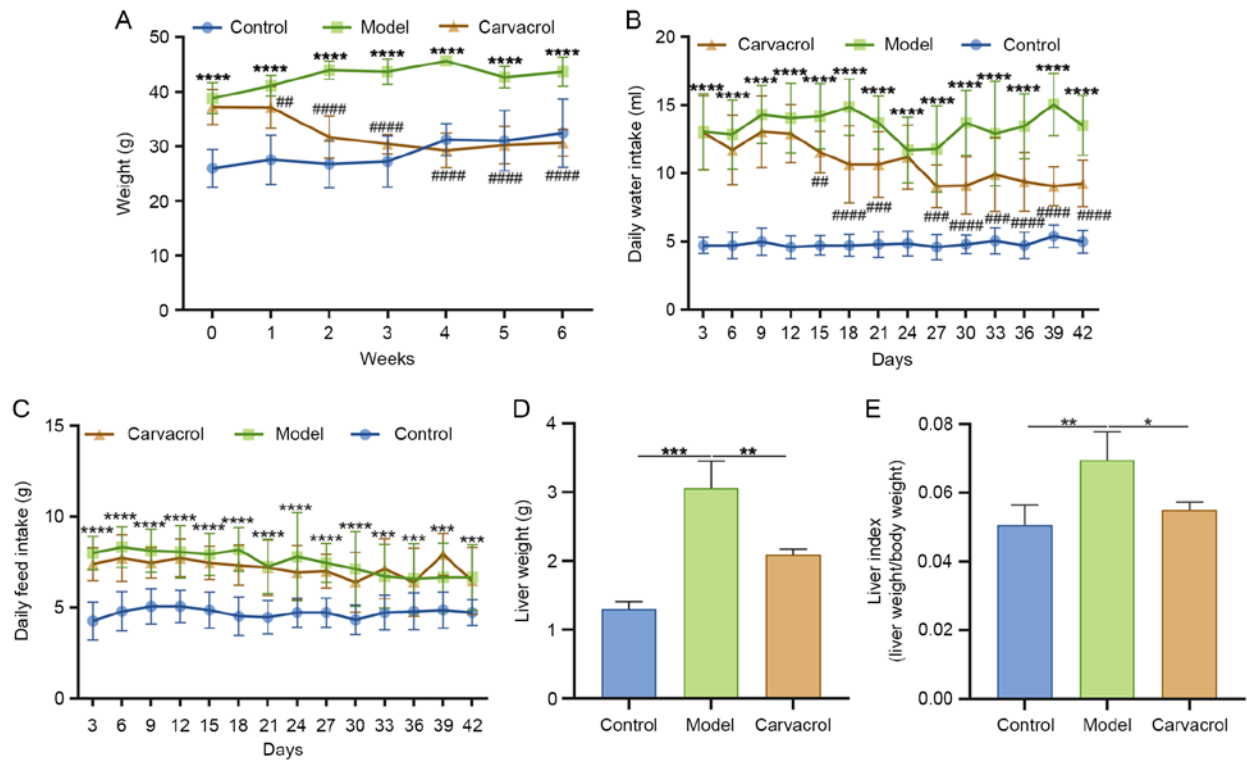 A
Control Model Carvacrol
50
40
30
20
10
0
Weight (g)
**** **** **** **** **** **** ****
## #### ####
#### #### ####
0 1 2 3 4 5 6
Weeks
B
Carvacrol Model Control
20
15
10
5
0
Daily water intake (ml)
**** **** **** **** **** **** **** **** **** **** **** **** **** ****
## #### ### ### #### ### #### #### ####
3 6 9 12 15 18 21 24 27 30 33 36 39 42
Days
C
Carvacrol Model Control
15
10
5
0
Daily feed intake (g)
**** **** **** **** **** **** **** **** **** **** *** *** *** ***
3 6 9 12 15 18 21 24 27 30 33 36 39 42
Days
D
4
3
2
1
0
Liver weight (g)
*** **
Control Model Carvacrol
E
0.08
0.06
0.04
0.02
0.00
Liver index
(liver weight/body weight)
** *
Control Model Carvacrol